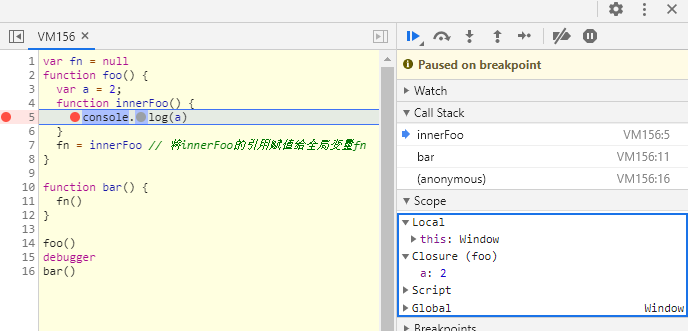 VM156 ×
1 var fn = null
2 function foo() {
3 var a = 2;
4 function innerFoo() {
5 console.log(a)
6 }
7 fn = innerFoo // 将innerFoo的引用赋值给全局变量fn
8 }
9
10 function bar() {
11 fn()
12 }
13
14 foo()
15 debugger
16 bar()
Paused on breakpoint
Watch
Call Stack
innerFoo VM156:5
bar VM156:11
(anonymous) VM156:16
Scope
Local
this: Window
Closure (foo)
a: 2
Script
Global Window
Breakpoints